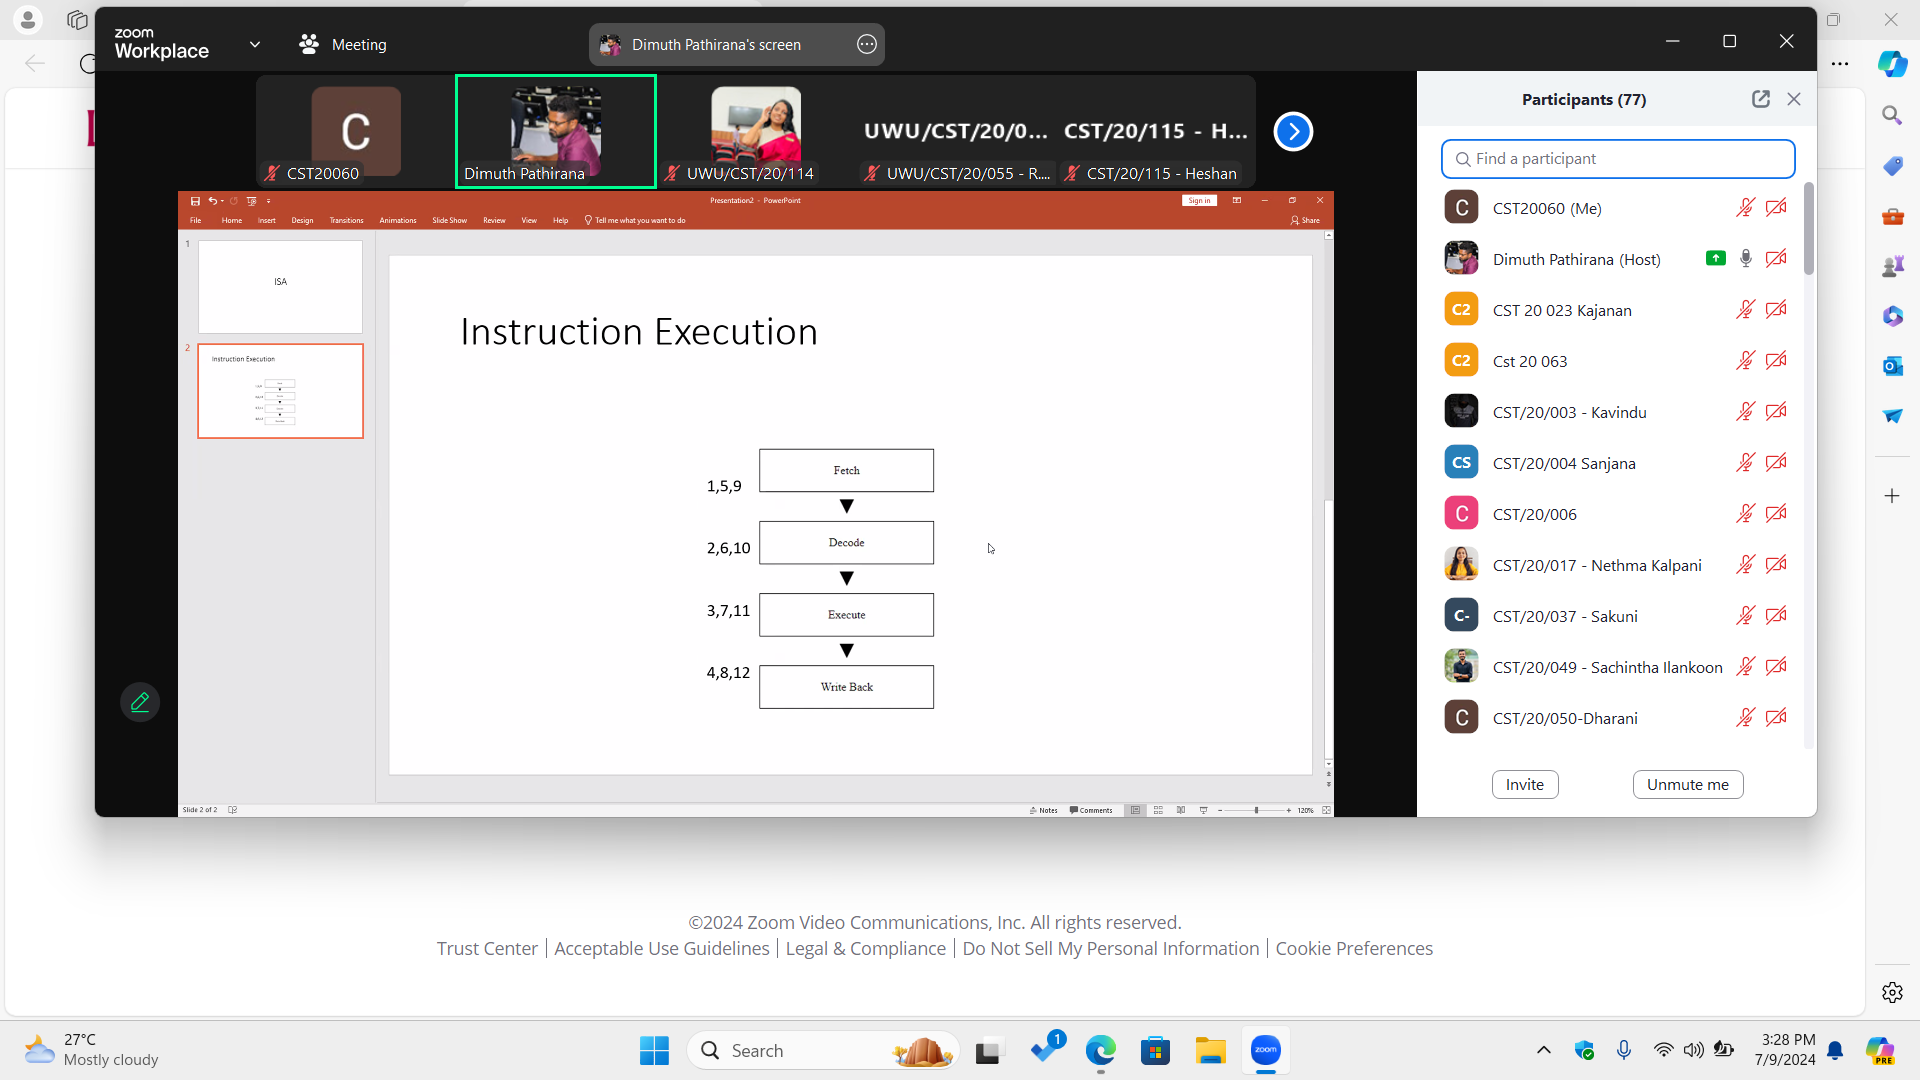 zoom
Workplace
Meeting
Dimuth Pathirana's screen
C
CST20060
Dimuth Pathirana
UWU/CST/20/114
UWU/CST/20/0...
UWU/CST/20/055 - R....
CST/20/115 - H...
CST/20/115 - Heshan
Presentation2 - PowerPoint
Sign in
File Home Insert Design Transitions Animations Slide Show Review View Help Tell me what you want to do
Share
1
ISA
2
Instruction Execution
Instruction Execution
Fetch
1,5,9
Decode
2,6,10
Execute
3,7,11
4,8,12
Write Back
Slide 2 of 2
Notes
Comments
120%
Participants (77)
Find a participant
C CST20060 (Me)
Dimuth Pathirana (Host)
C2 CST 20 023 Kajanan
C2 Cst 20 063
CST/20/003 - Kavindu
CS CST/20/004 Sanjana
C CST/20/006
CST/20/017 - Nethma Kalpani
C- CST/20/037 - Sakuni
CST/20/049 - Sachintha Ilankoon
C CST/20/050-Dharani
Invite
Unmute me
©2024 Zoom Video Communications, Inc. All rights reserved.
Trust Center | Acceptable Use Guidelines | Legal & Compliance | Do Not Sell My Personal Information | Cookie Preferences
27°C
Mostly cloudy
Search
1
zoom
3:28 PM
7/9/2024
PRE